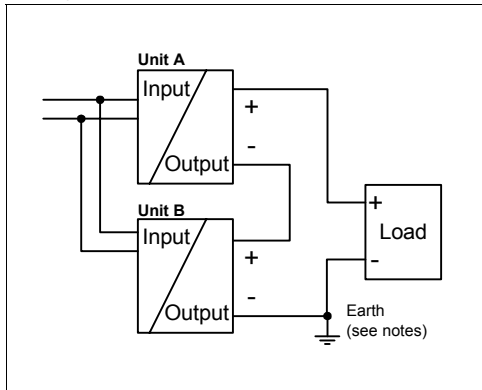 Unit A
Input
+
-
Output
Unit B
Input
+
-
Output
+
Load
-
Earth
(see notes)